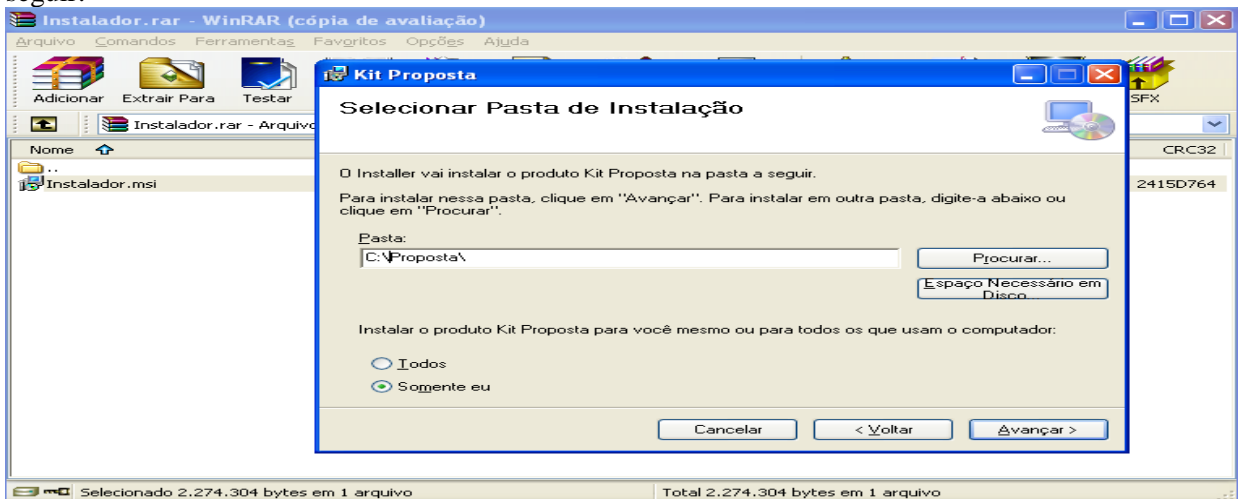 seguir.
Instalador.rar - WinRAR (cópia de avaliação)
Arquivo Comandos Ferramentas Favoritos Opções Ajuda
Adicionar Extrair Para Testar SFX
Instalador.rar - Arquivo
Nome CRC32
..
Instalador.msi 2415D764
Kit Proposta
Selecionar Pasta de Instalação
O Installer vai instalar o produto Kit Proposta na pasta a seguir.
Para instalar nessa pasta, clique em "Avançar". Para instalar em outra pasta, digite-a abaixo ou
clique em "Procurar".
Pasta:
C:\Proposta\
Procurar...
Espaço Necessário em
Disco...
Instalar o produto Kit Proposta para você mesmo ou para todos os que usam o computador:
Todos
Somente eu
Cancelar < Voltar Avançar >
Selecionado 2.274.304 bytes em 1 arquivo Total 2.274.304 bytes em 1 arquivo